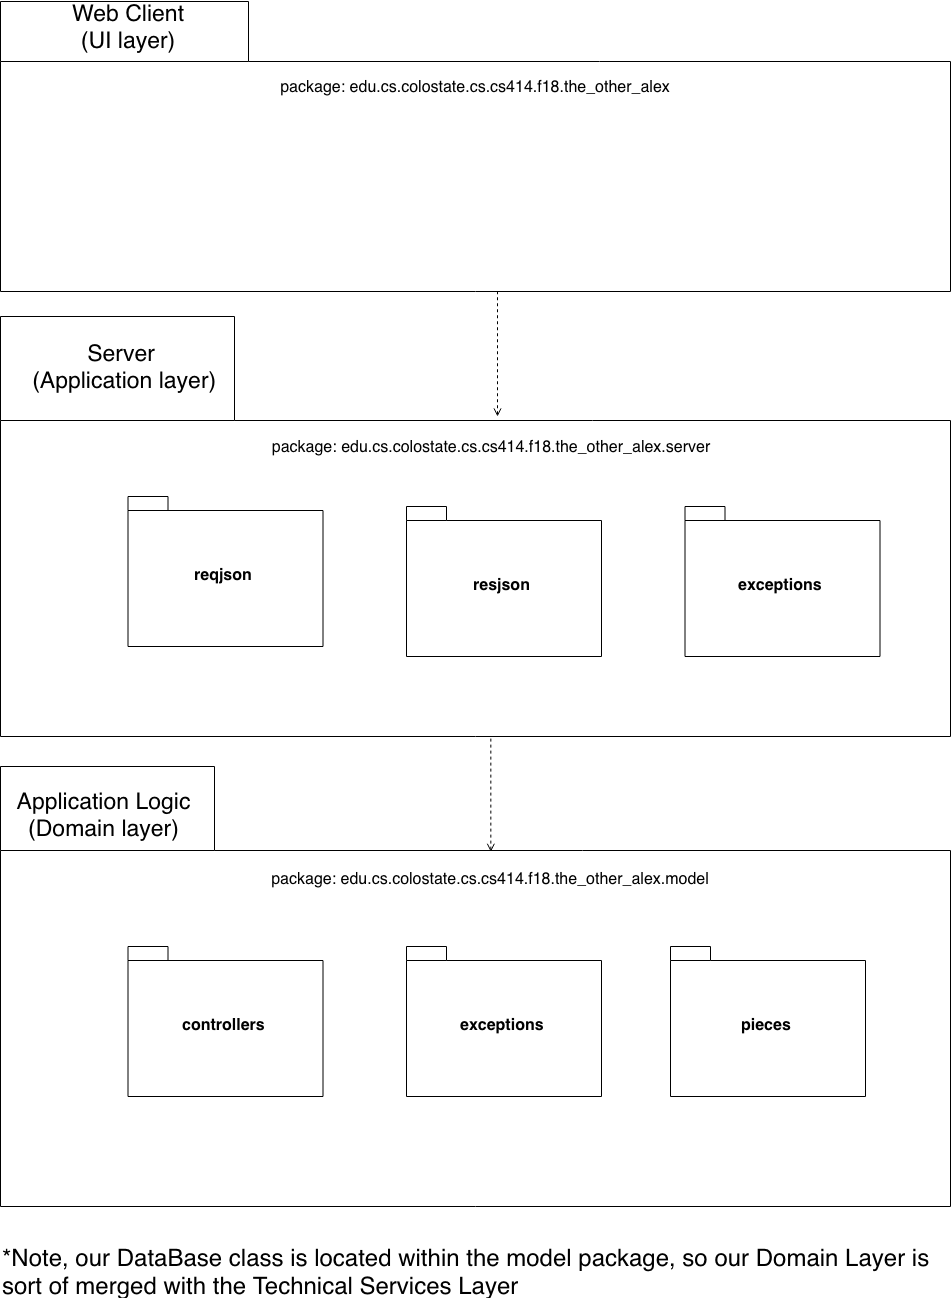 Web Client
(UI layer)
package: edu.cs.colostate.cs.cs414.f18.the_other_alex
Server
(Application layer)
package: edu.cs.colostate.cs.cs414.f18.the_other_alex.server
reqjson
resjson
exceptions
Application Logic
(Domain layer)
package: edu.cs.colostate.cs.cs414.f18.the_other_alex.model
controllers
exceptions
pieces
*Note, our DataBase class is located within the model package, so our Domain Layer is
sort of merged with the Technical Services Layer